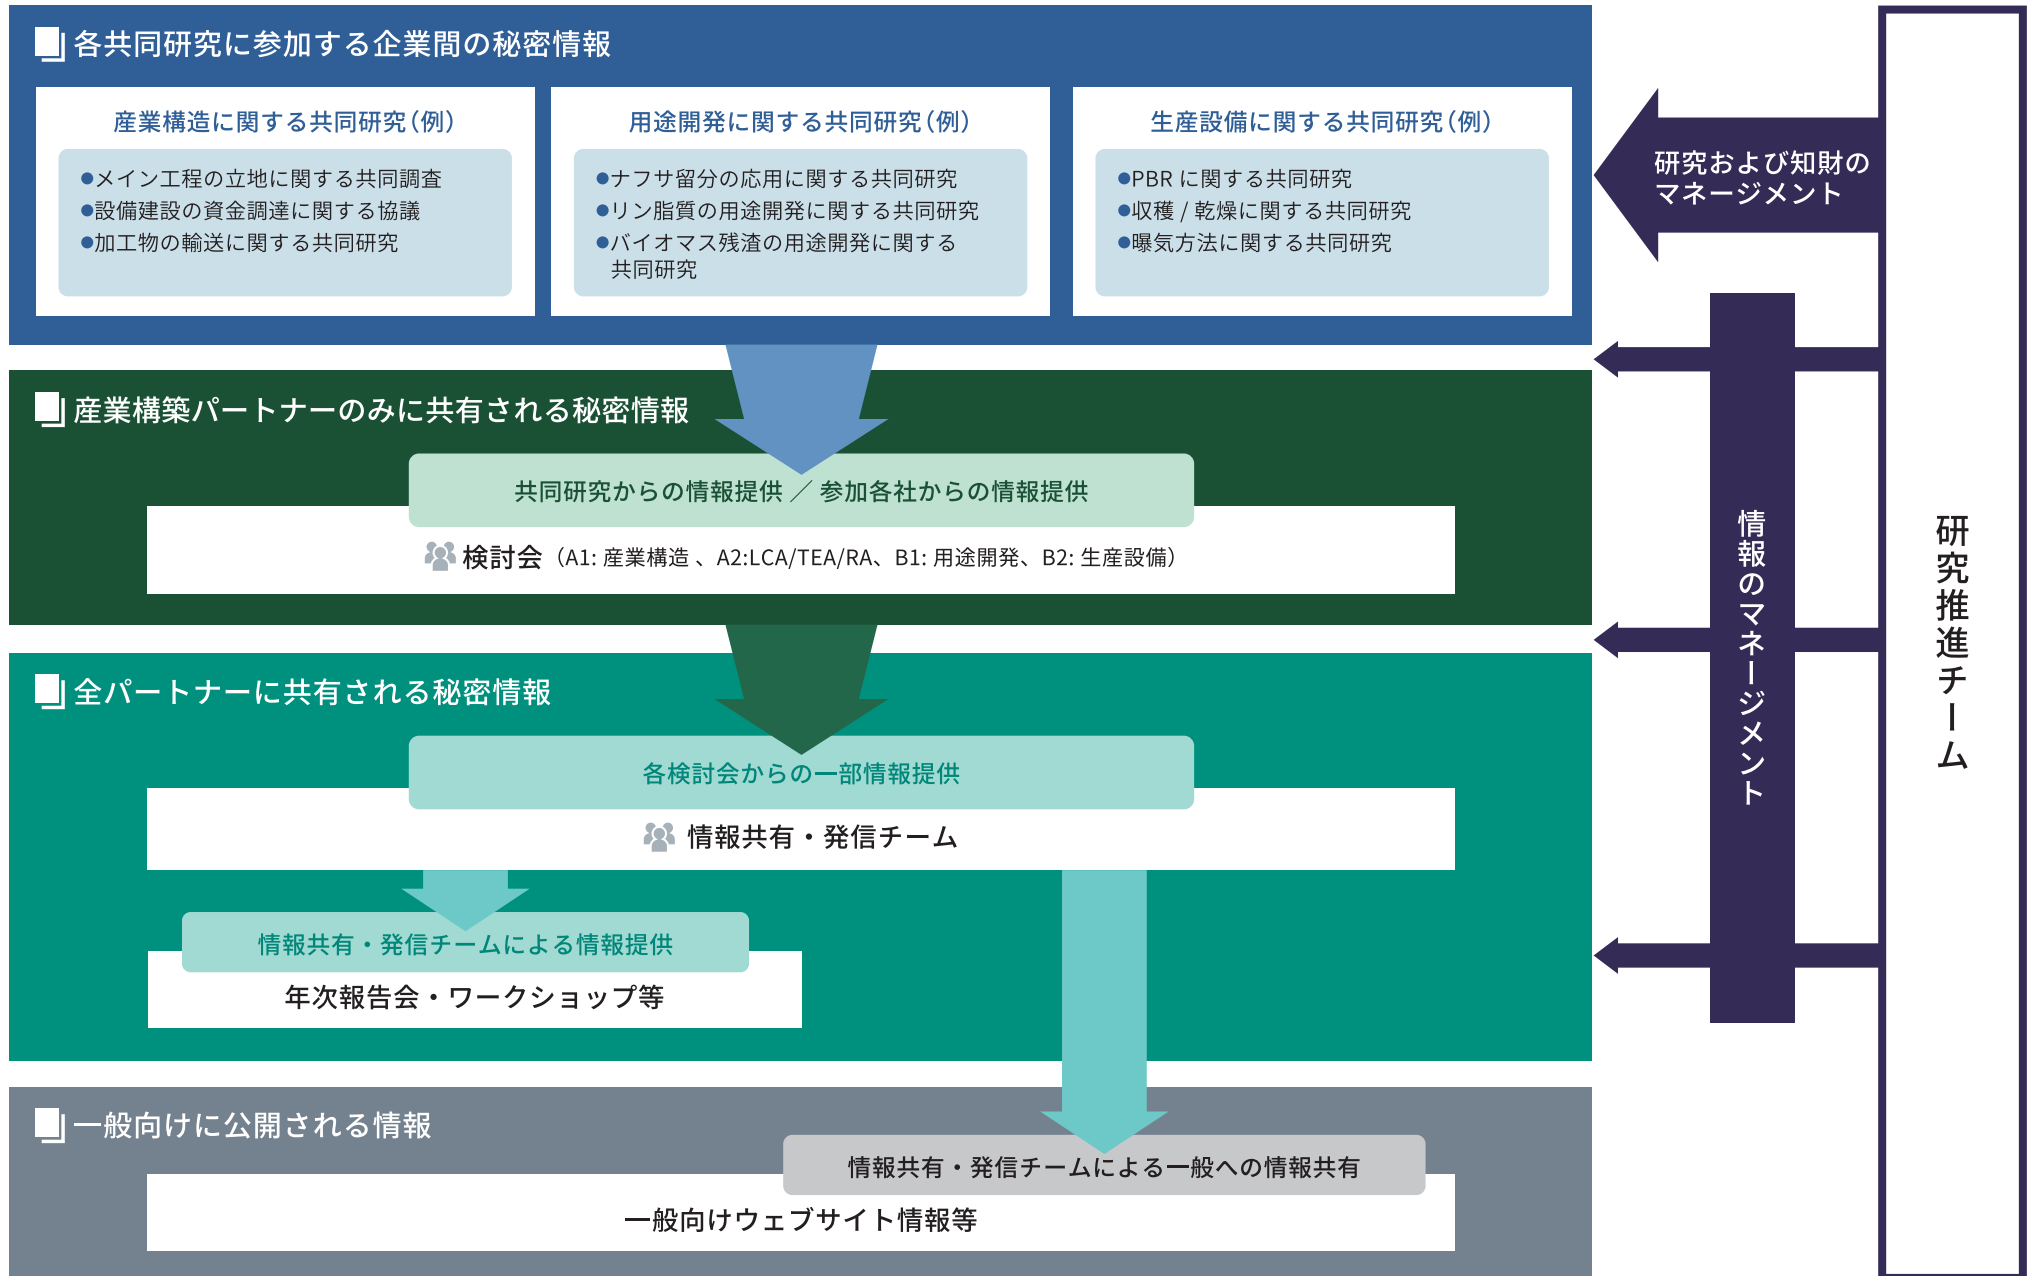 各共同研究に参加する企業間の秘密情報
産業構造に関する共同研究（例）
●メイン工程の立地に関する共同調査
●設備建設の資金調達に関する協議
●加工物の輸送に関する共同研究
用途開発に関する共同研究（例）
●ナフサ留分の応用に関する共同研究
●リン脂質の用途開発に関する共同研究
●バイオマス残渣の用途開発に関する
共同研究
生産設備に関する共同研究（例）
●PBR に関する共同研究
●収穫 / 乾燥に関する共同研究
●曝気方法に関する共同研究
産業構築パートナーのみに共有される秘密情報
共同研究からの情報提供 ／ 参加各社からの情報提供
検討会（A1: 産業構造 、A2:LCA/TEA/RA、B1: 用途開発、B2: 生産設備）
全パートナーに共有される秘密情報
各検討会からの一部情報提供
情報共有・発信チーム
情報共有・発信チームによる情報提供
年次報告会・ワークショップ等
一般向けに公開される情報
情報共有・発信チームによる一般への情報共有
一般向けウェブサイト情報等
研究および知財の
マネージメント
情報のマネージメント
研究推進チーム